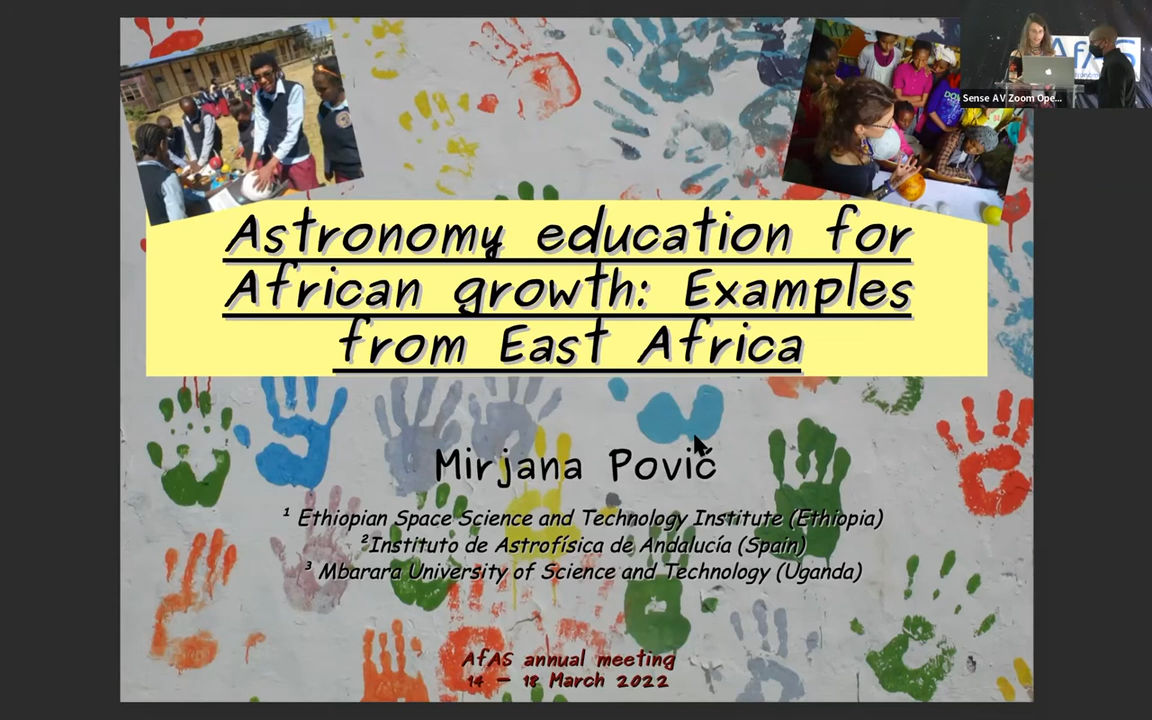 Astronomy education for
African growth: Examples
from East Africa
Mirjana Pović
¹ Ethiopian Space Science and Technology Institute (Ethiopia)
²Instituto de Astrofísica de Andalucía (Spain)
³ Mbarara University of Science and Technology (Uganda)
AfAS annual meeting
14 – 18 March 2022
AfAS
Sense AV Zoom Ope...